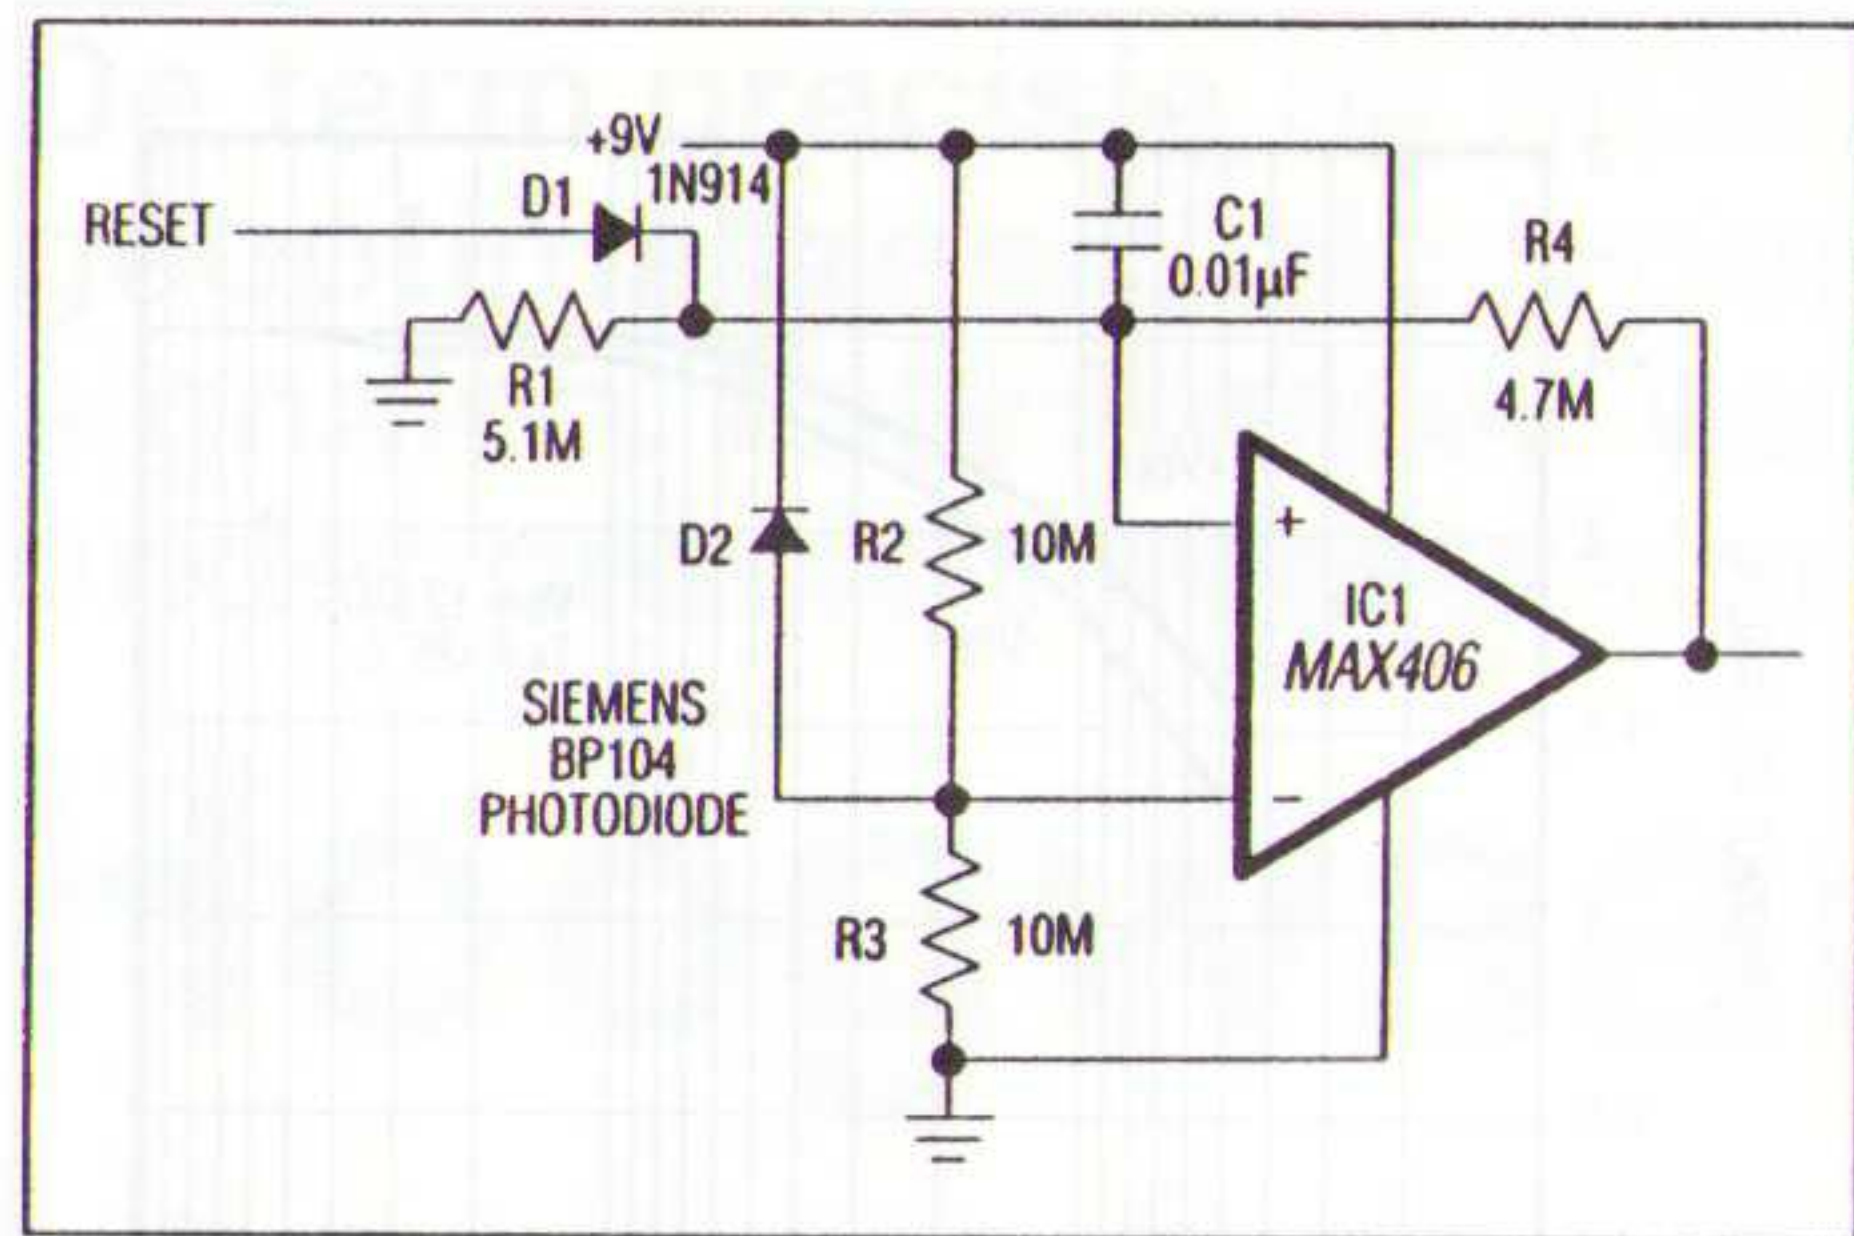 +9V
1N914
D1
RESET
C1
0.01µF
R4
R1
5.1M
4.7M
D2
R2
10M
+
IC1
MAX406
SIEMENS
BP104
PHOTODIODE
−
R3
10M